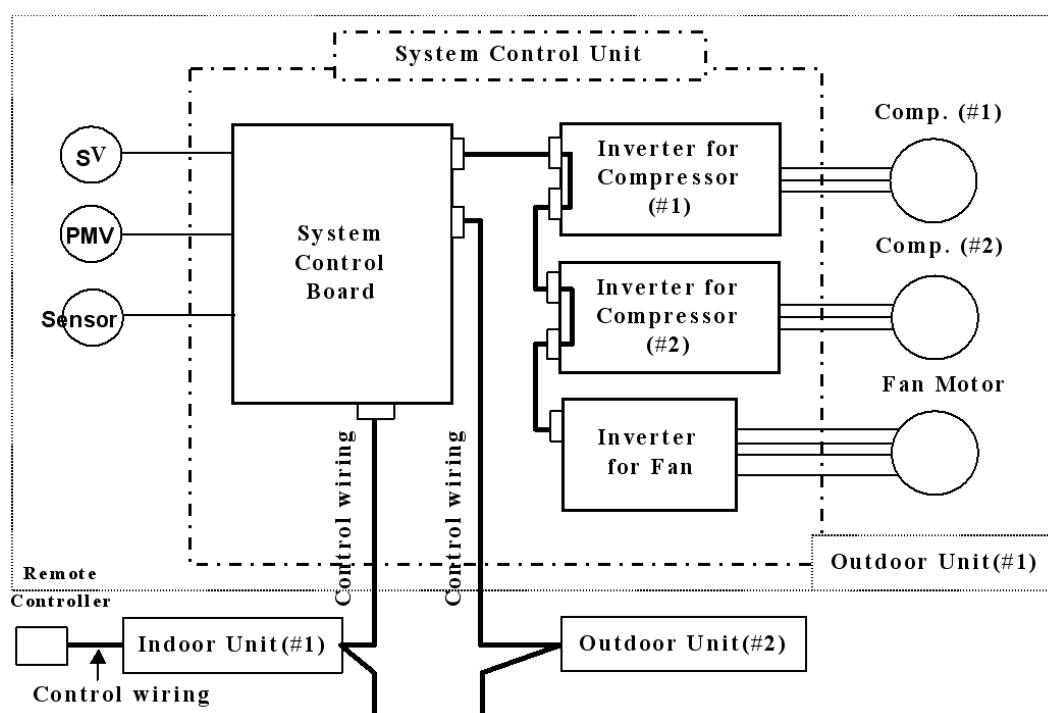 System Control Unit
Comp. (#1)
SV
Inverter for
Compressor
(#1)
PMV
System
Control
Board
Comp. (#2)
Sensor
Inverter for
Compressor
(#2)
Fan Motor
Inverter
for Fan
Control wiring
Control wiring
Outdoor Unit(#1)
Remote
Controller
Indoor Unit(#1)
Outdoor Unit(#2)
Control wiring